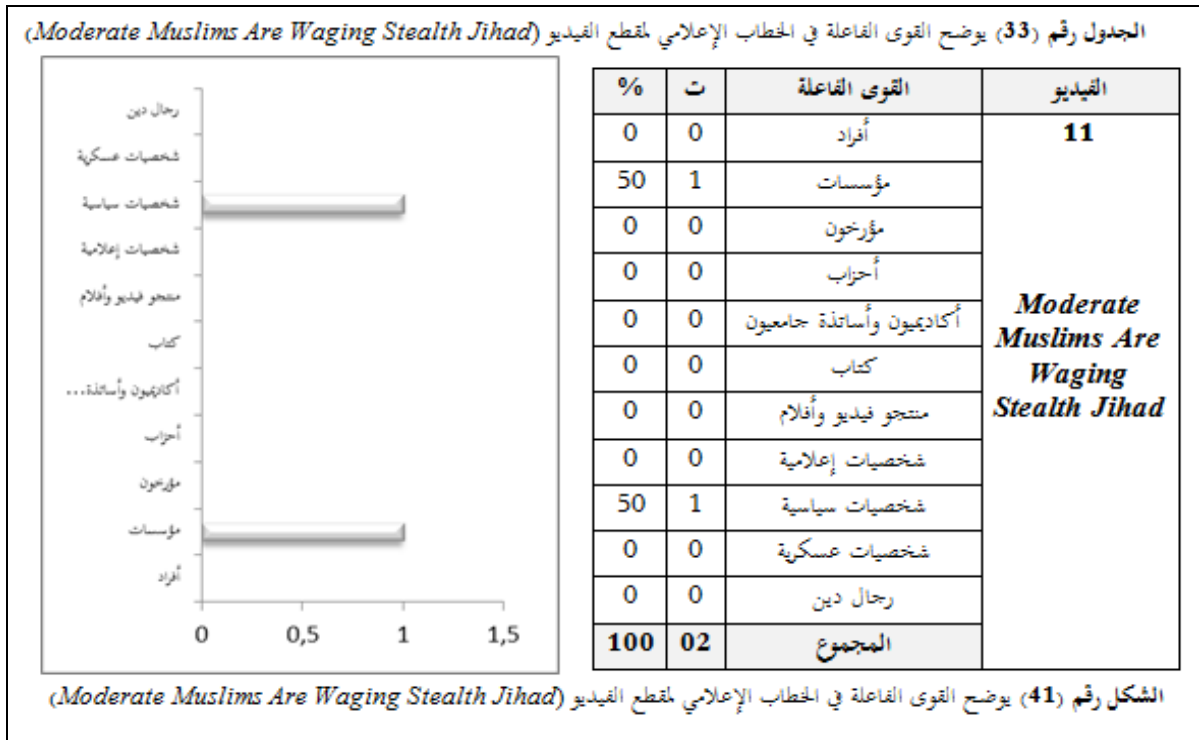 الجدول رقم (33) يوضح القوى الفاعلة في الخطاب الإعلامي لمقطع الفيديو (Moderate Muslims Are Waging Stealth Jihad)
الفيديو القوى الفاعلة ت %
11 أفراد 0 0
مؤسسات 1 50
مؤرخون 0 0
أحزاب 0 0
أكاديميون وأساتذة جامعيون 0 0
كتاب 0 0
منتجو فيديو وأفلام 0 0
شخصيات إعلامية 0 0
شخصيات سياسية 1 50
شخصيات عسكرية 0 0
رجال دين 0 0
المجموع 02 100
Moderate
Muslims Are
Waging
Stealth Jihad
رجال دين
شخصيات عسكرية
شخصيات سياسية
شخصيات إعلامية
منتجو فيديو وأفلام
كتاب
أكاديميون وأساتذة...
أحزاب
مؤرخون
مؤسسات
أفراد
0 0,5 1 1,5
الشكل رقم (41) يوضح القوى الفاعلة في الخطاب الإعلامي لمقطع الفيديو (Moderate Muslims Are Waging Stealth Jihad)